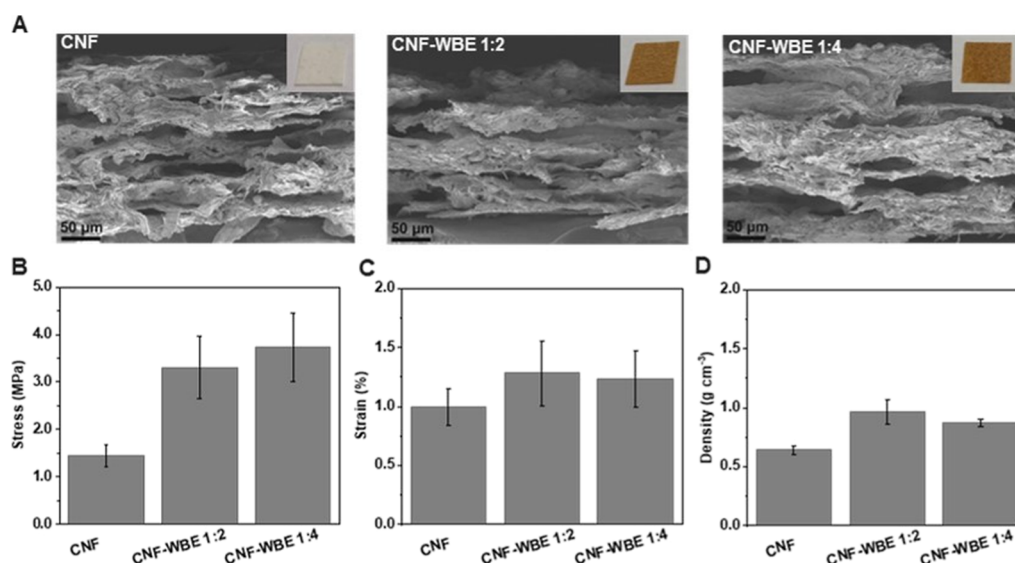 A
CNF
CNF-WBE 1:2
CNF-WBE 1:4
50 µm
50 µm
50 µm
B
5.0
4.0
3.0
2.0
1.0
0.0
Stress (MPa)
CNF
CNF-WBE 1:2
CNF-WBE 1:4
C
2.0
1.5
1.0
0.5
0.0
Strain (%)
CNF
CNF-WBE 1:2
CNF-WBE 1:4
D
2.0
1.5
1.0
0.5
0.0
Density (g cm⁻³)
CNF
CNF-WBE 1:2
CNF-WBE 1:4